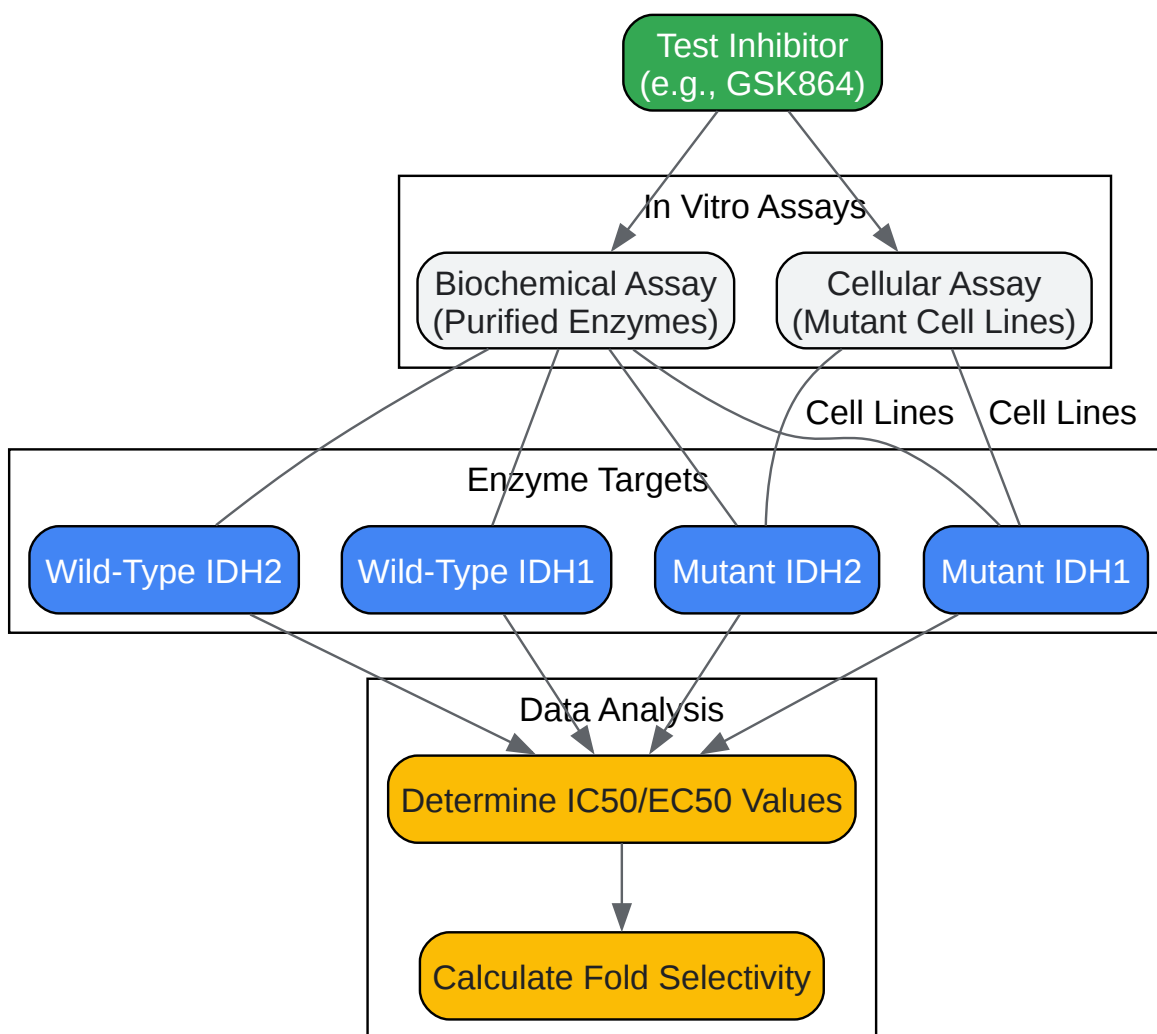 Test Inhibitor
(e.g., GSK864)
In Vitro Assays
Biochemical Assay
(Purified Enzymes)
Cellular Assay
(Mutant Cell Lines)
Cell Lines
Cell Lines
Enzyme Targets
Wild-Type IDH2
Wild-Type IDH1
Mutant IDH2
Mutant IDH1
Data Analysis
Determine IC50/EC50 Values
Calculate Fold Selectivity